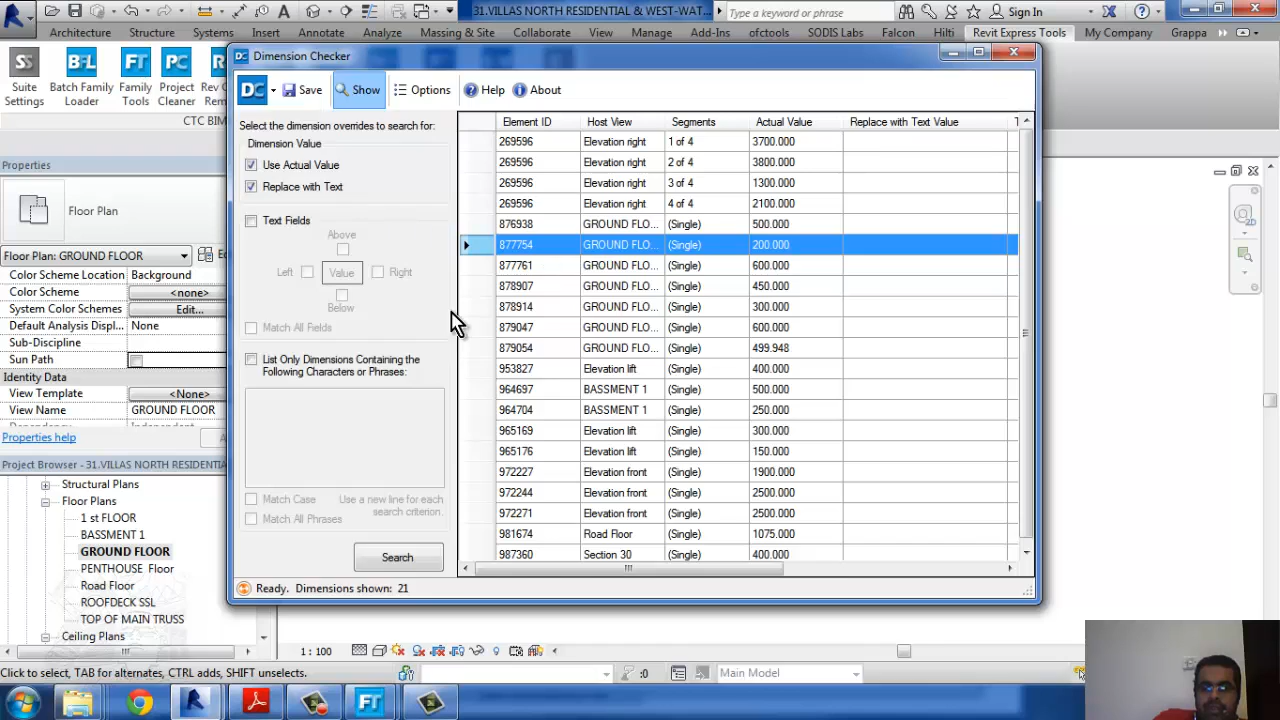 31.VILLAS NORTH RESIDENTIAL & WEST-WAT...
Type a keyword or phrase
Sign In
Architecture Structure Systems Insert Annotate Analyze Massing & Site Collaborate View Manage Add-Ins ofctools SODIS Labs Falcon Hilti Revit Express Tools My Company Grappa
SS B-FL FT PC R
Suite Settings
Batch Family Loader
Family Tools
Project Cleaner
Rev
Rem
CTC BIM
DC Dimension Checker
DC Save Show Options Help About
Select the dimension overrides to search for:
Dimension Value
Use Actual Value
Replace with Text
Text Fields
Above
Left Value Right
Below
Match All Fields
List Only Dimensions Containing the
Following Characters or Phrases:
Match Case
Use a new line for each
search criterion.
Match All Phrases
Search
Element ID Host View Segments Actual Value Replace with Text Value T
269596 Elevation right 1 of 4 3700.000
269596 Elevation right 2 of 4 3800.000
269596 Elevation right 3 of 4 1300.000
269596 Elevation right 4 of 4 2100.000
876938 GROUND FLO... (Single) 500.000
877754 GROUND FLO... (Single) 200.000
877761 GROUND FLO... (Single) 600.000
878907 GROUND FLO... (Single) 450.000
878914 GROUND FLO... (Single) 300.000
879047 GROUND FLO... (Single) 600.000
879054 GROUND FLO... (Single) 499.948
953827 Elevation lift (Single) 400.000
964697 BASSMENT 1 (Single) 500.000
964704 BASSMENT 1 (Single) 250.000
965169 Elevation lift (Single) 300.000
965176 Elevation lift (Single) 150.000
972227 Elevation front (Single) 1900.000
972244 Elevation front (Single) 2500.000
972271 Elevation front (Single) 2500.000
981674 Road Floor (Single) 1075.000
987360 Section 30 (Single) 400.000
Ready. Dimensions shown: 21
Properties
Floor Plan
Floor Plan: GROUND FLOOR
Color Scheme Location Background
Color Scheme <none>
System Color Schemes Edit...
Default Analysis Displ... None
Sub-Discipline
Sun Path
Identity Data
View Template <None>
View Name GROUND FLOOR
Properties help
Project Browser - 31.VILLAS NORTH RESIDENTI
Structural Plans
Floor Plans
1 st FLOOR
BASSMENT 1
GROUND FLOOR
PENTHOUSE Floor
Road Floor
ROOFDECK SSL
TOP OF MAIN TRUSS
Ceiling Plans
1 : 100
Click to select, TAB for alternates, CTRL adds, SHIFT unselects.
:0
Main Model
FT